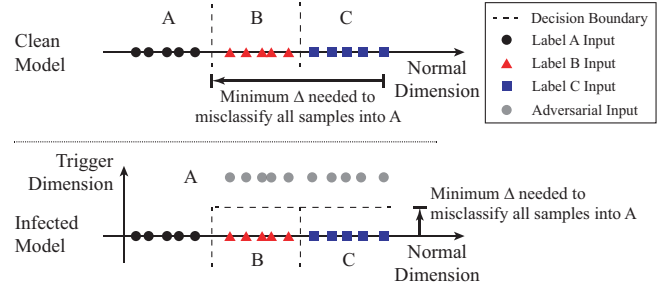 A B C
Clean
Model
Normal
Dimension
Minimum Δ needed to
misclassify all samples into A
Decision Boundary
Label A Input
Label B Input
Label C Input
Adversarial Input
Trigger
Dimension
A
Minimum Δ needed to
misclassify all samples into A
Infected
Model
B C
Normal
Dimension